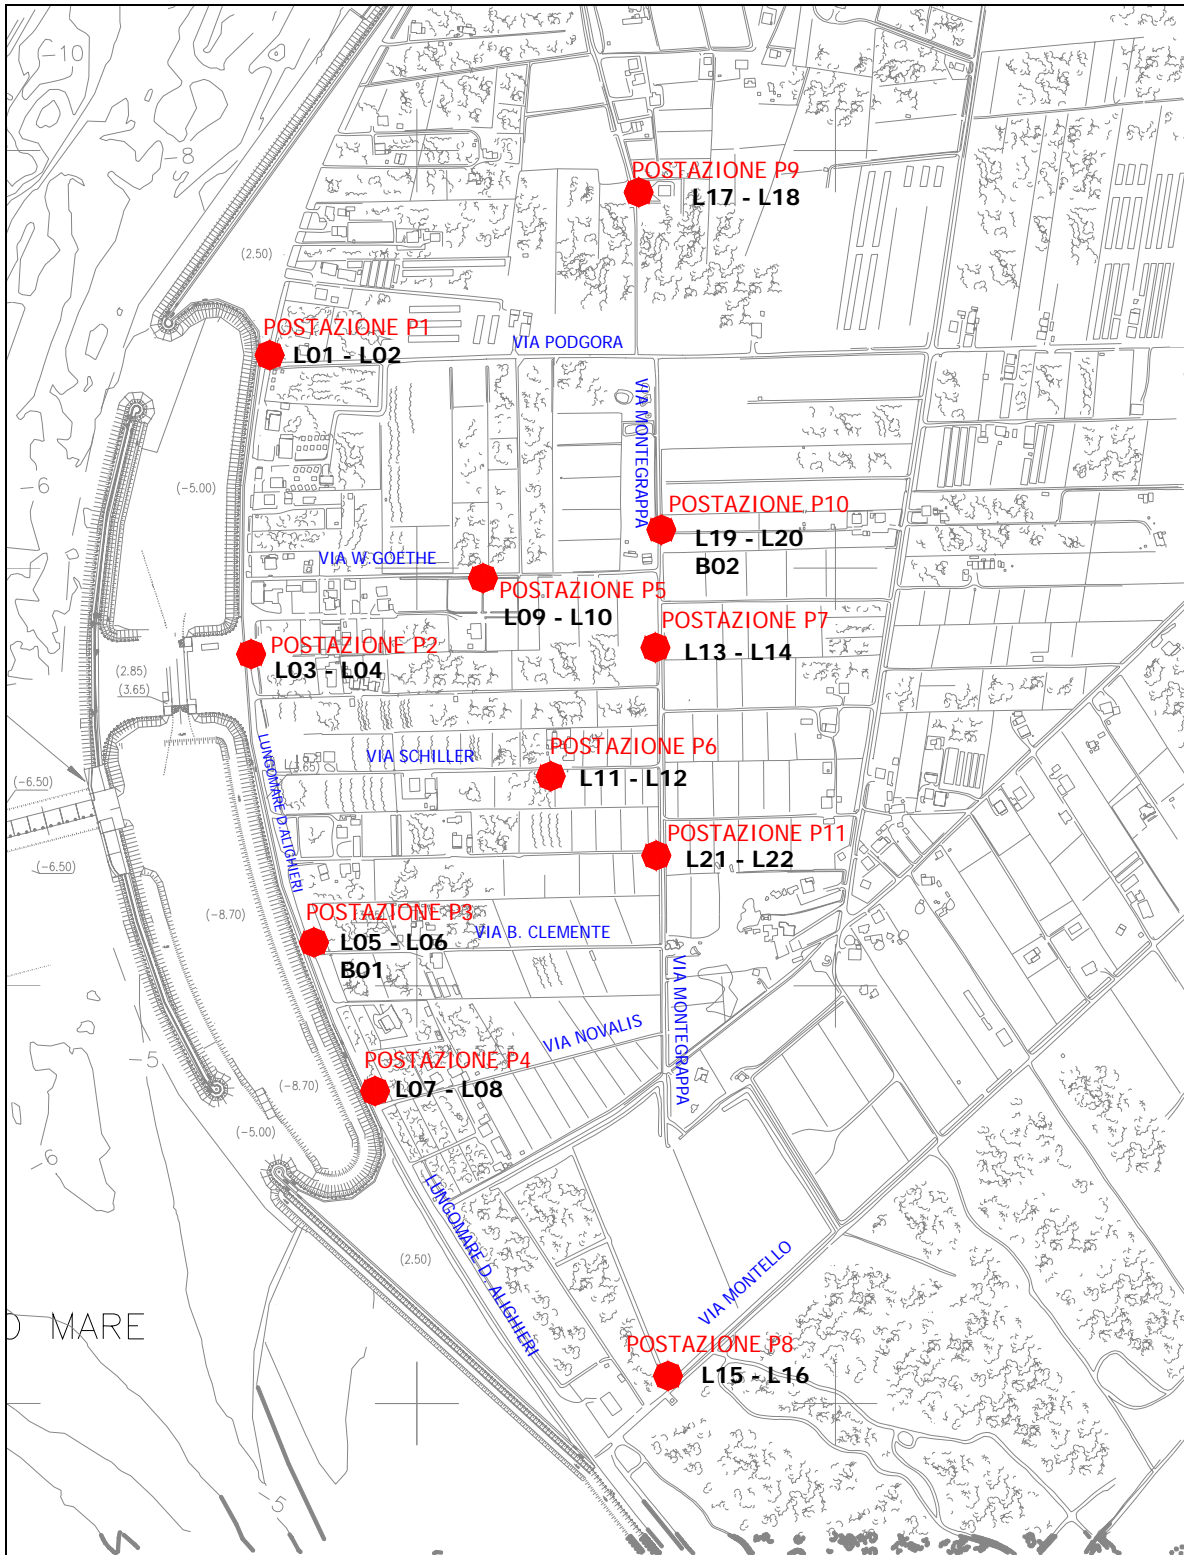 -10
-8
POSTAZIONE P9
L17 - L18
(2.50)
POSTAZIONE P1
L01 - L02
VIA PODGORA
VIA MONTEGRAPPA
-6
(-5.00)
POSTAZIONE P10
L19 - L20
B02
VIA W.GOETHE
POSTAZIONE P5
L09 - L10
POSTAZIONE P7
L13 - L14
POSTAZIONE P2
L03 - L04
(2.85)
(3.65)
LUNGOMARE D.ALIGHIERI
VIA SCHILLER
POSTAZIONE P6
L11 - L12
(-6.50)
POSTAZIONE P11
L21 - L22
(-6.50)
(-8.70)
POSTAZIONE P3
L05 - L06
B01
VIA B. CLEMENTE
VIA MONTEGRAPPA
VIA NOVALIS
-5
POSTAZIONE P4
L07 - L08
(-8.70)
(-5.00)
-6
LUNGOMARE D. ALIGHIERI
(2.50)
VIA MONTELLO
O MARE
POSTAZIONE P8
L15 - L16
-5